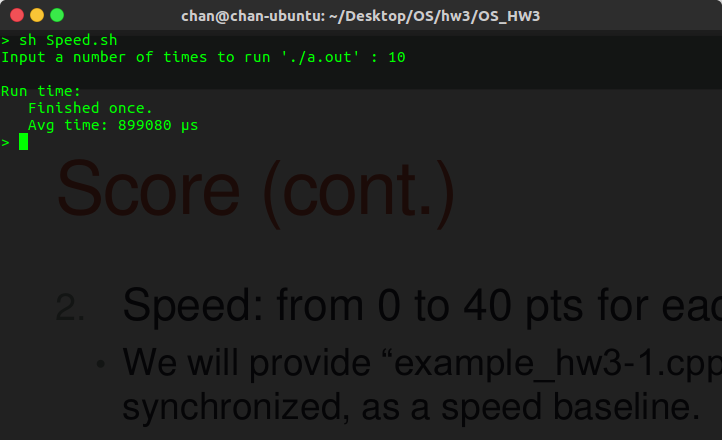 chan@chan-ubuntu: ~/Desktop/OS/hw3/OS_HW3
> sh Speed.sh
Input a number of times to run './a.out' : 10
Run time:
Finished once.
Avg time: 899080 µs
>
Score (cont.)
2. Speed: from 0 to 40 pts for eac
• We will provide “example_hw3-1.cpp
synchronized, as a speed baseline.